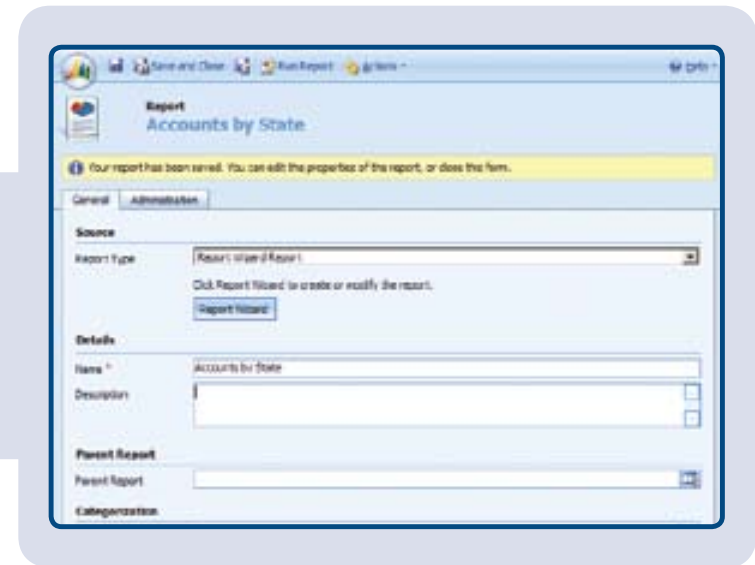 Save and Close Run Report Actions Help
Report
Accounts by State
Your report has been saved. You can edit the properties of the report, or close this form.
General Administration
Source
Report Type Report Wizard Report
Click Report Wizard to create or modify the report.
Report Wizard
Details
Name * Accounts by State
Description
Parent Report
Parent Report
Categorization